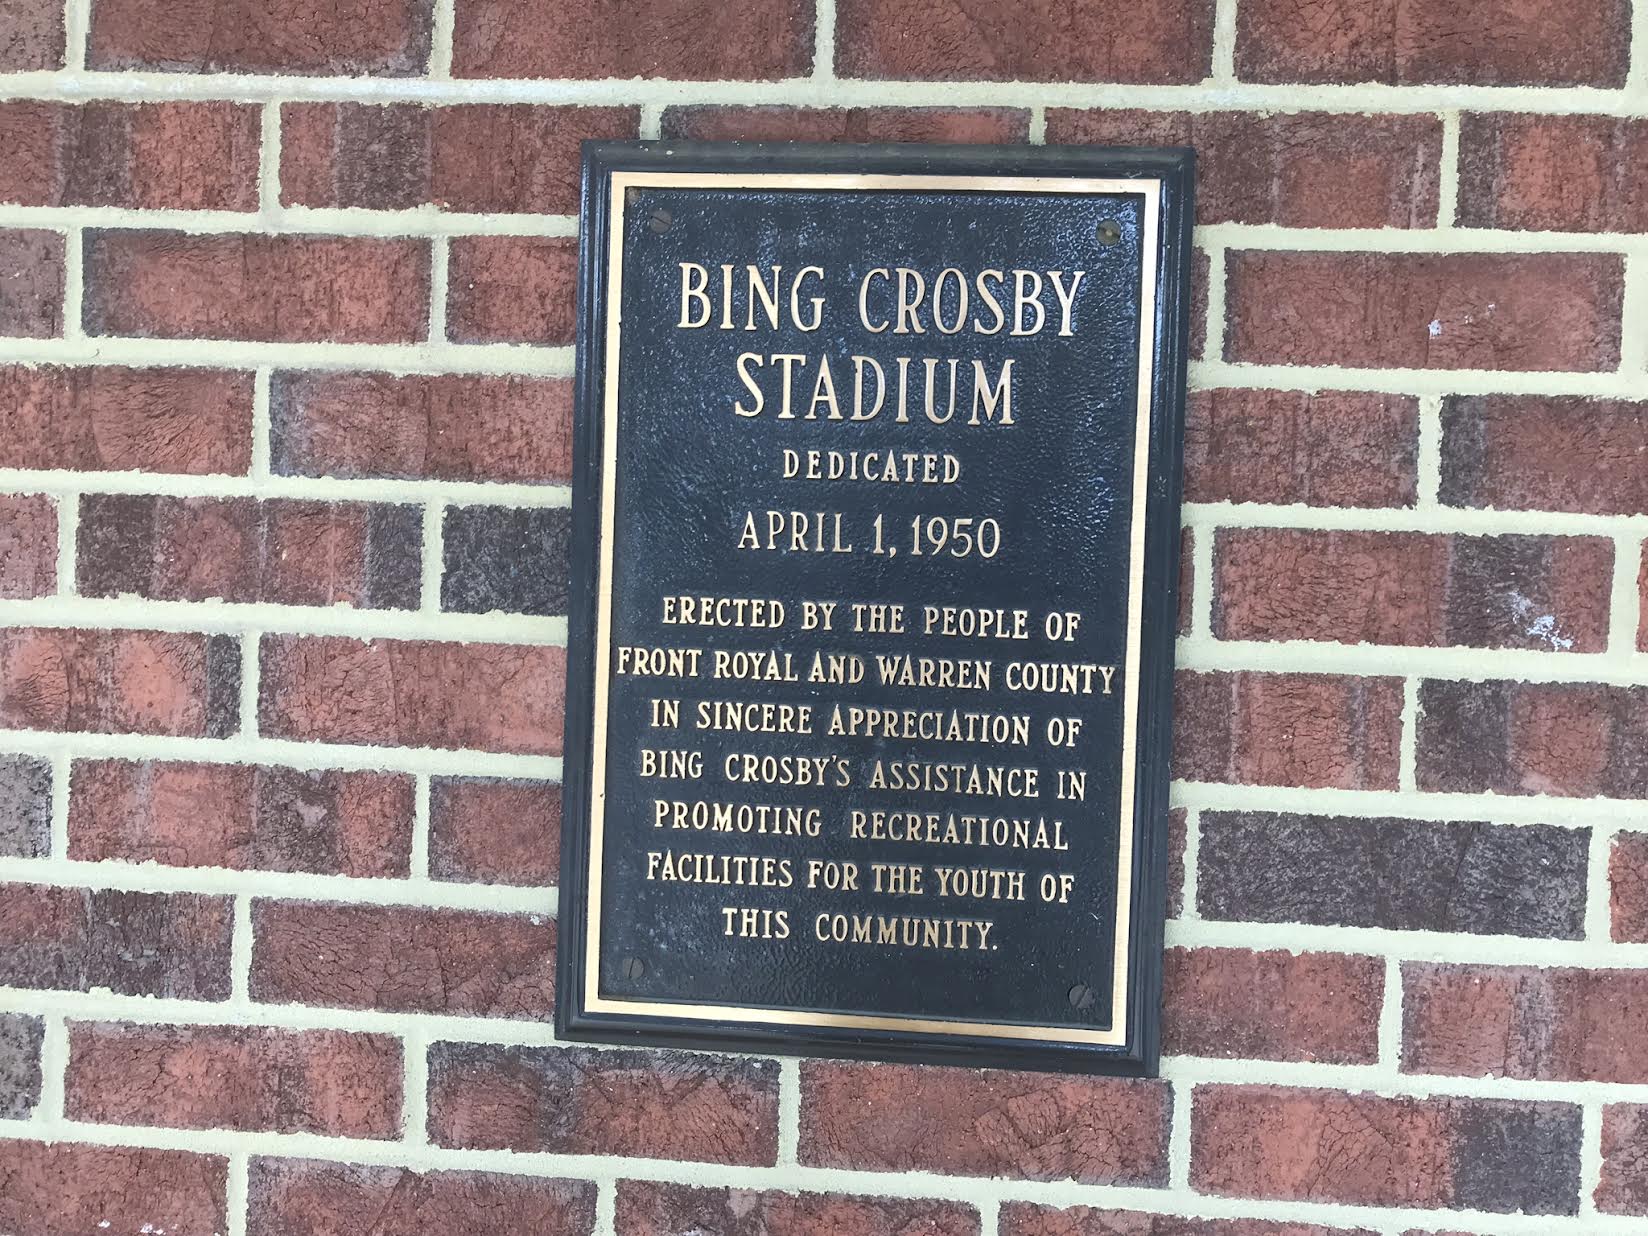 BING CROSBY
STADIUM
DEDICATED
APRIL 1, 1950
ERECTED BY THE PEOPLE OF
FRONT ROYAL AND WARREN COUNTY
IN SINCERE APPRECIATION OF
BING CROSBY'S ASSISTANCE IN
PROMOTING RECREATIONAL
FACILITIES FOR THE YOUTH OF
THIS COMMUNITY.